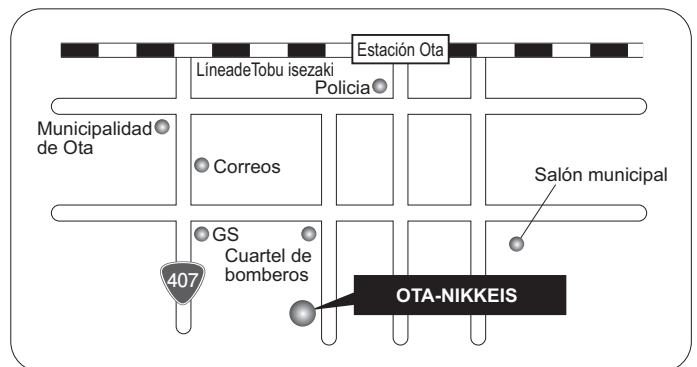 Estación Ota
LíneadeTobu isezaki
Policia
Municipalidad
de Ota
Correos
Salón municipal
GS
Cuartel de
bomberos
407
OTA-NIKKEIS